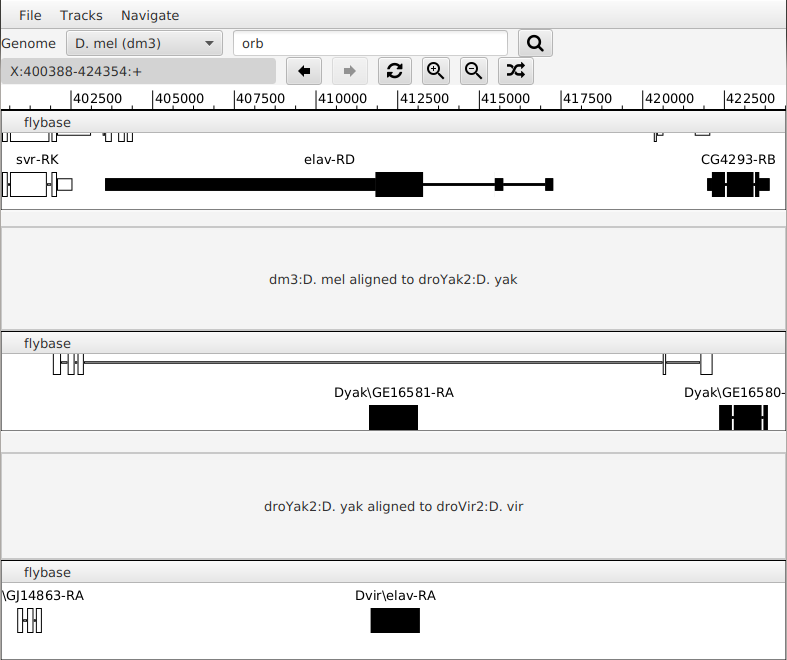 File Tracks Navigate
Genome D. mel (dm3) orb
X:400388-424354:+
402500 405000 407500 410000 412500 415000 417500 420000 422500
flybase
svr-RK elav-RD CG4293-RB
dm3:D. mel aligned to droYak2:D. yak
flybase
Dyak\GE16581-RA Dyak\GE16580-
droYak2:D. yak aligned to droVir2:D. vir
flybase
\GJ14863-RA Dvir\elav-RA